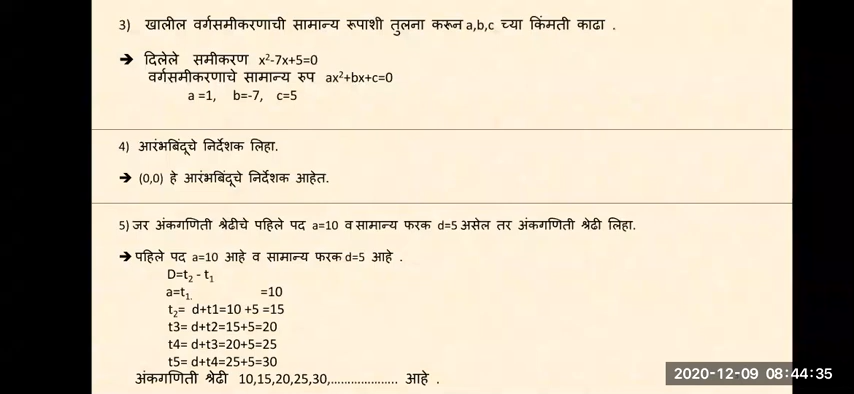 3) खालील वर्गसमीकरणाची सामान्य रूपाशी तुलना करून a,b,c च्या किंमती काढा .
➔ दिलेले समीकरण x²-7x+5=0
वर्गसमीकरणाचे सामान्य रुप ax²+bx+c=0
a =1, b=-7, c=5
4) आरंभबिंदूचे निर्देशक लिहा.
➔ (0,0) हे आरंभबिंदूचे निर्देशक आहेत.
5) जर अंकगणिती श्रेढीचे पहिले पद a=10 व सामान्य फरक d=5 असेल तर अंकगणिती श्रेढी लिहा.
➔ पहिले पद a=10 आहे व सामान्य फरक d=5 आहे .
D=t₂ - t₁
a=t₁. =10
t₂= d+t1=10 +5 =15
t3= d+t2=15+5=20
t4= d+t3=20+5=25
t5= d+t4=25+5=30
अंकगणिती श्रेढी 10,15,20,25,30,................... आहे .
2020-12-09 08:44:35